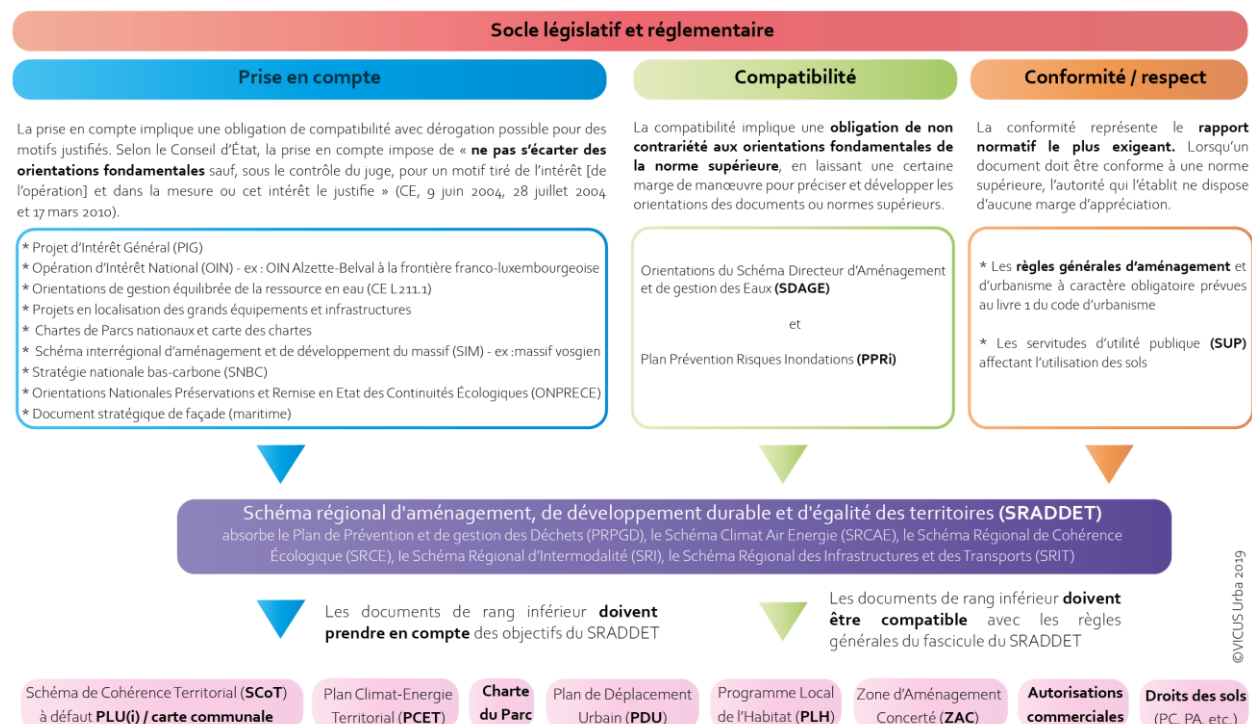 Socle législatif et réglementaire
Prise en compte
La prise en compte implique une obligation de compatibilité avec dérogation possible pour des
motifs justifiés. Selon le Conseil d'État, la prise en compte impose de « ne pas s'écarter des
orientations fondamentales sauf, sous le contrôle du juge, pour un motif tiré de l'intérêt [de
l'opération] et dans la mesure ou cet intérêt le justifie » (CE, 9 juin 2004, 28 juillet 2004
et 17 mars 2010).
* Projet d'Intérêt Général (PIG)
* Opération d'Intérêt National (OIN) - ex : OIN Alzette-Belval à la frontière franco-luxembourgeoise
* Orientations de gestion équilibrée de la ressource en eau (CE L211.1)
* Projets en localisation des grands équipements et infrastructures
* Chartes de Parcs nationaux et carte des chartes
* Schéma interrégional d'aménagement et de développement du massif (SIM) - ex :massif vosgien
* Stratégie nationale bas-carbone (SNBC)
* Orientations Nationales Préservations et Remise en Etat des Continuités Écologiques (ONPRECE)
* Document stratégique de façade (maritime)
Compatibilité
La compatibilité implique une obligation de non
contrariété aux orientations fondamentales de
la norme supérieure, en laissant une certaine
marge de manœuvre pour préciser et développer les
orientations des documents ou normes supérieurs.
Orientations du Schéma Directeur d'Aménagement
et de gestion des Eaux (SDAGE)
et
Plan Prévention Risques Inondations (PPRi)
Conformité / respect
La conformité représente le rapport
normatif le plus exigeant. Lorsqu'un
document doit être conforme à une norme
supérieure, l'autorité qui l'établit ne dispose
d'aucune marge d'appréciation.
* Les règles générales d'aménagement et
d'urbanisme à caractère obligatoire prévues
au livre 1 du code d'urbanisme
* Les servitudes d'utilité publique (SUP)
affectant l'utilisation des sols
Schéma régional d'aménagement, de développement durable et d'égalité des territoires (SRADDET)
absorbe le Plan de Prévention et de gestion des Déchets (PRPGD), le Schéma Climat Air Energie (SRCAE), le Schéma Régional de Cohérence
Écologique (SRCE), le Schéma Régional d'Intermodalité (SRI), le Schéma Régional des Infrastructures et des Transports (SRIT)
Les documents de rang inférieur doivent
prendre en compte des objectifs du SRADDET
Les documents de rang inférieur doivent
être compatible avec les règles
générales du fascicule du SRADDET
©VICUS Urba 2019
Schéma de Cohérence Territorial (SCoT)
à défaut PLU(i) / carte communale
Plan Climat-Energie
Territorial (PCET)
Charte
du Parc
Plan de Déplacement
Urbain (PDU)
Programme Local
de l'Habitat (PLH)
Zone d'Aménagement
Concerté (ZAC)
Autorisations
commerciales
Droits des sols
(PC, PA, etc.)